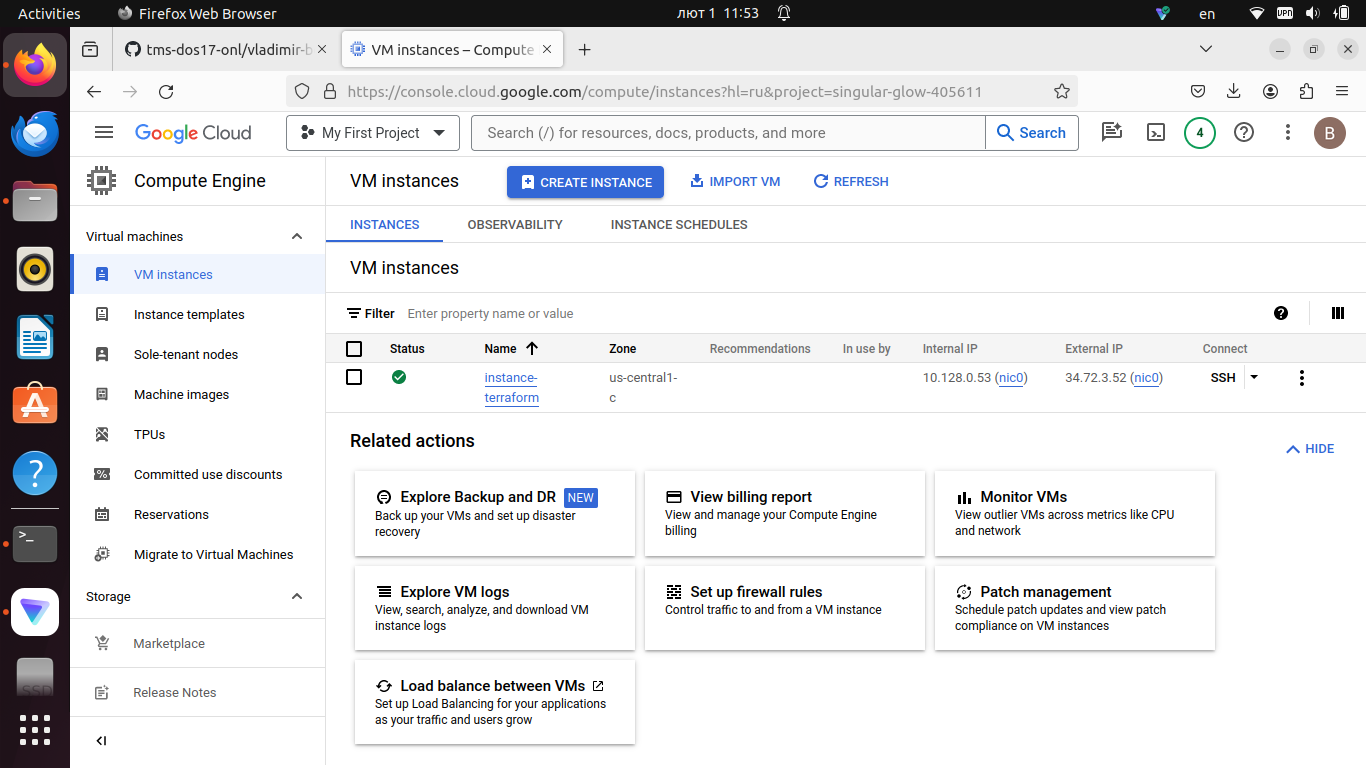 Activities
Firefox Web Browser
лют 1 11:53
en
VPN
tms-dos17-onl/vladimir-b
VM instances – Compute
https://console.cloud.google.com/compute/instances?hl=ru&project=singular-glow-405611
Google Cloud
My First Project
Search (/) for resources, docs, products, and more
Search
4
B
Compute Engine
VM instances
CREATE INSTANCE
IMPORT VM
REFRESH
INSTANCES
OBSERVABILITY
INSTANCE SCHEDULES
Virtual machines
VM instances
Instance templates
Sole-tenant nodes
Machine images
TPUs
Committed use discounts
Reservations
Migrate to Virtual Machines
Storage
Marketplace
Release Notes
VM instances
Filter Enter property name or value
Status Name Zone Recommendations In use by Internal IP External IP Connect
instance-terraform us-central1-c 10.128.0.53 (nic0) 34.72.3.52 (nic0) SSH
Related actions
HIDE
Explore Backup and DR NEW
Back up your VMs and set up disaster
recovery
View billing report
View and manage your Compute Engine
billing
Monitor VMs
View outlier VMs across metrics like CPU
and network
Explore VM logs
View, search, analyze, and download VM
instance logs
Set up firewall rules
Control traffic to and from a VM instance
Patch management
Schedule patch updates and view patch
compliance on VM instances
Load balance between VMs
Set up Load Balancing for your applications
as your traffic and users grow
SSD